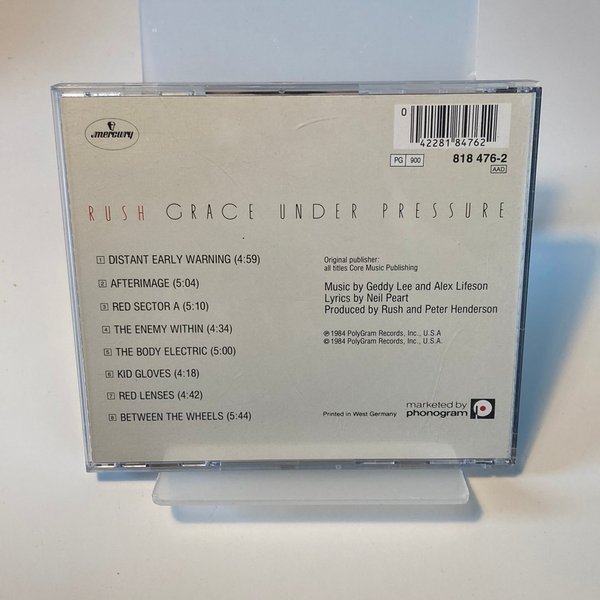 mercury
0
42281 84762
PG 900
818 476-2
AAD
RUSH GRACE UNDER PRESSURE
1 DISTANT EARLY WARNING (4:59)
2 AFTERIMAGE (5:04)
3 RED SECTOR A (5:10)
4 THE ENEMY WITHIN (4:34)
5 THE BODY ELECTRIC (5:00)
6 KID GLOVES (4:18)
7 RED LENSES (4:42)
8 BETWEEN THE WHEELS (5:44)
Original publisher:
all titles Core Music Publishing
Music by Geddy Lee and Alex Lifeson
Lyrics by Neil Peart
Produced by Rush and Peter Henderson
℗ 1984 PolyGram Records, Inc., U.S.A
© 1984 PolyGram Records, Inc., U.S.A.
Printed in West Germany
marketed by
phonogram